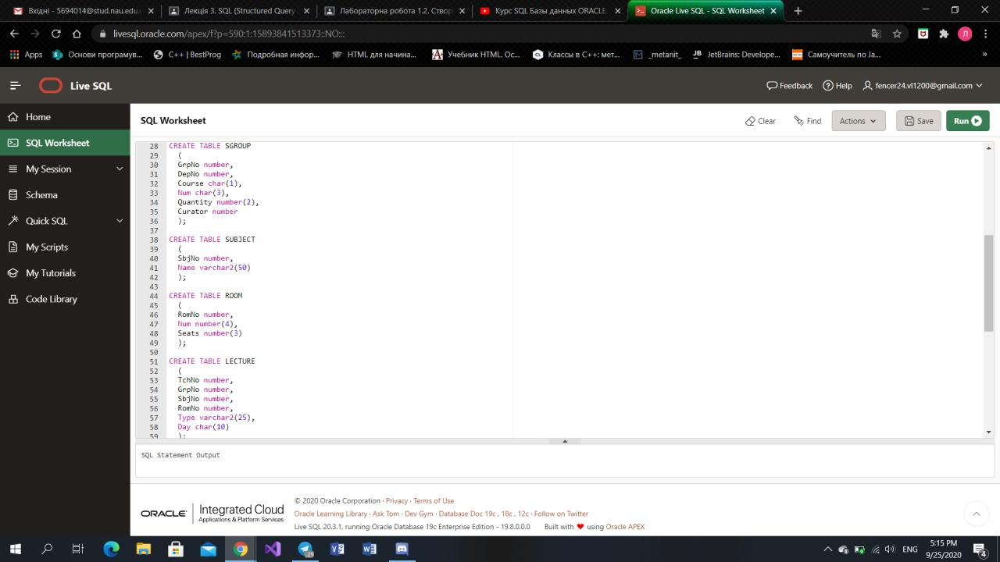 Вхідні - 5694014@stud.nau.edu.
Лекція 3. SQL (Structured Query
Лабораторна робота 1.2. Створ
Курс SQL Базы данных ORACLE.
Oracle Live SQL - SQL Worksheet
livesql.oracle.com/apex/f?p=590:1:15893841513373::NO:::
Apps
Основи програмув...
C++ | BestProg
Подробная инфор...
HTML для начина...
Учебник HTML. Ос...
Классы в C++: мет...
_metanit_
JetBrains: Develope...
Самоучитель по Ja...
»
Live SQL
Feedback
Help
fencer24.vl1200@gmail.com
Home
SQL Worksheet
My Session
Schema
Quick SQL
My Scripts
My Tutorials
Code Library
SQL Worksheet
Clear
Find
Actions
Save
Run
28 CREATE TABLE SGROUP
29 (
30 GrpNo number,
31 DepNo number,
32 Course char(1),
33 Num char(3),
34 Quantity number(2),
35 Curator number
36 );
37
38 CREATE TABLE SUBJECT
39 (
40 SbjNo number,
41 Name varchar2(50)
42 );
43
44 CREATE TABLE ROOM
45 (
46 RomNo number,
47 Num number(4),
48 Seats number(3)
49 );
50
51 CREATE TABLE LECTURE
52 (
53 TchNo number,
54 GrpNo number,
55 SbjNo number,
56 RomNo number,
57 Type varchar2(25),
58 Day char(10)
59 );
SQL Statement Output
ORACLE
Integrated Cloud
Applications & Platform Services
© 2020 Oracle Corporation · Privacy · Terms of Use
Oracle Learning Library · Ask Tom · Dev Gym · Database Doc 19c , 18c , 12c · Follow on Twitter
Live SQL 20.3.1, running Oracle Database 19c Enterprise Edition - 19.8.0.0.0 Built with ❤ using Oracle APEX
ENG
5:15 PM
9/25/2020
4